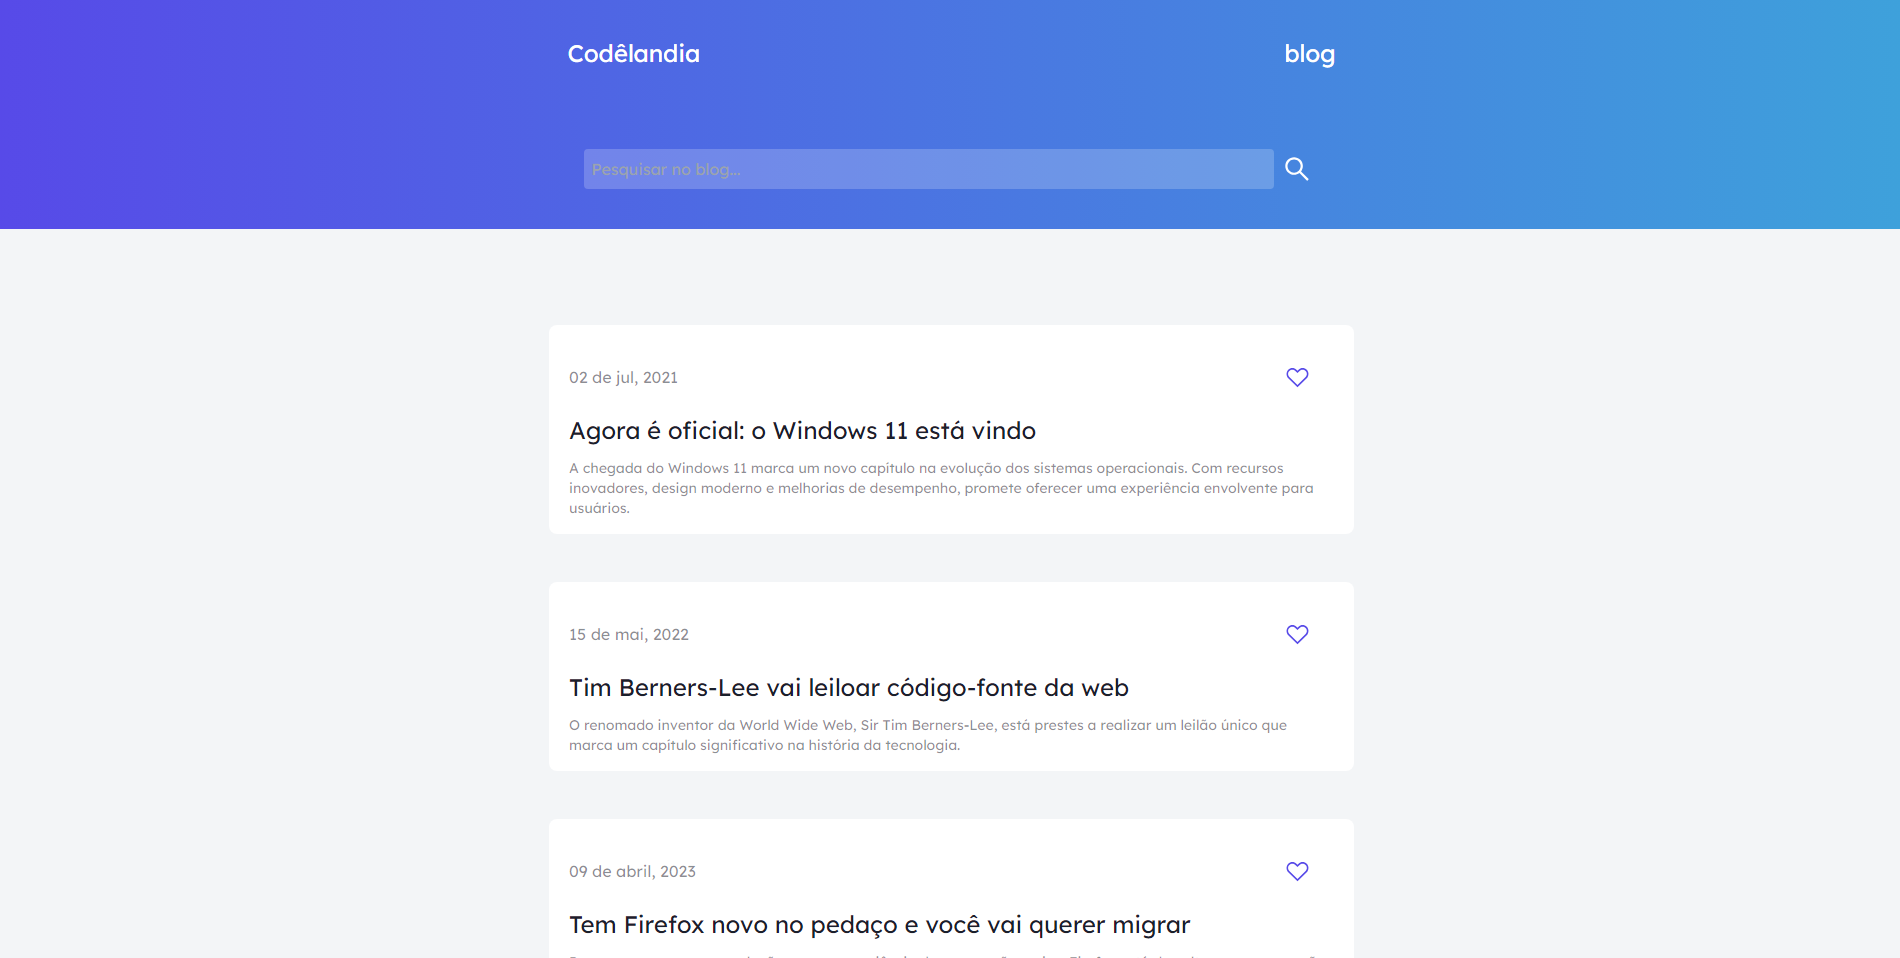 Codêlandia
blog
Pesquisar no blog...
02 de jul, 2021
Agora é oficial: o Windows 11 está vindo
A chegada do Windows 11 marca um novo capítulo na evolução dos sistemas operacionais. Com recursos
inovadores, design moderno e melhorias de desempenho, promete oferecer uma experiência envolvente para
usuários.
15 de mai, 2022
Tim Berners-Lee vai leiloar código-fonte da web
O renomado inventor da World Wide Web, Sir Tim Berners-Lee, está prestes a realizar um leilão único que
marca um capítulo significativo na história da tecnologia.
09 de abril, 2023
Tem Firefox novo no pedaço e você vai querer migrar